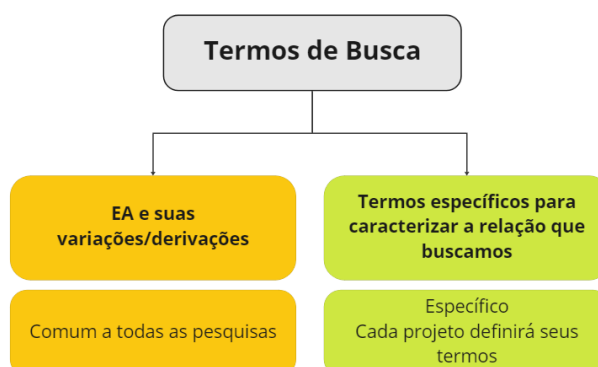 Termos de Busca
EA e suas
variações/derivações
Termos específicos para
caracterizar a relação que
buscamos
Comum a todas as pesquisas
Específico
Cada projeto definirá seus
termos